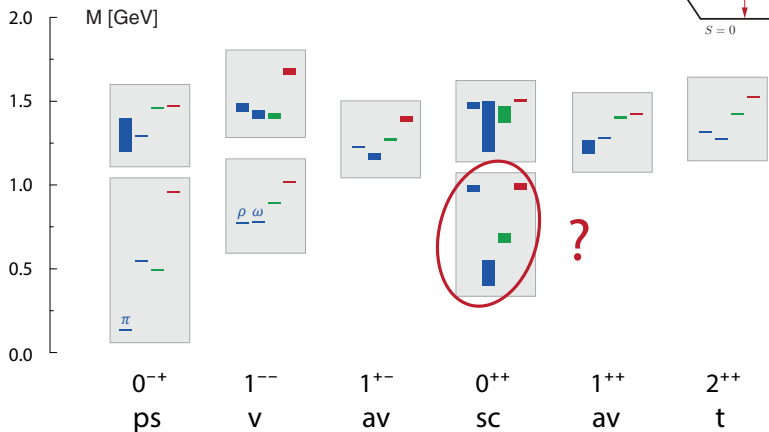 2.0
M [GeV]
S = 0
1.5
1.0
ρ ω
?
0.5
π
0.0
0⁻⁺ 1⁻⁻ 1⁺⁻ 0⁺⁺ 1⁺⁺ 2⁺⁺
ps v av sc av t